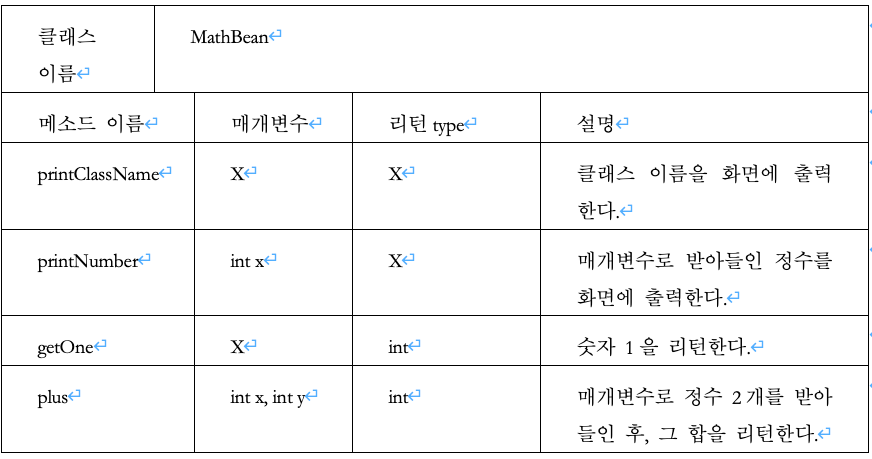 클래스 MathBean↵
이름↵
메소드 이름↵ 매개변수↵ 리턴 type↵ 설명↵
printClassName↵ X↵ X↵ 클래스 이름을 화면에 출력
한다.↵
printNumber↵ int x↵ X↵ 매개변수로 받아들인 정수를
화면에 출력한다.↵
getOne↵ X↵ int↵ 숫자 1 을 리턴한다.↵
plus↵ int x, int y↵ int↵ 매개변수로 정수 2 개를 받아
들인 후, 그 합을 리턴한다.↵